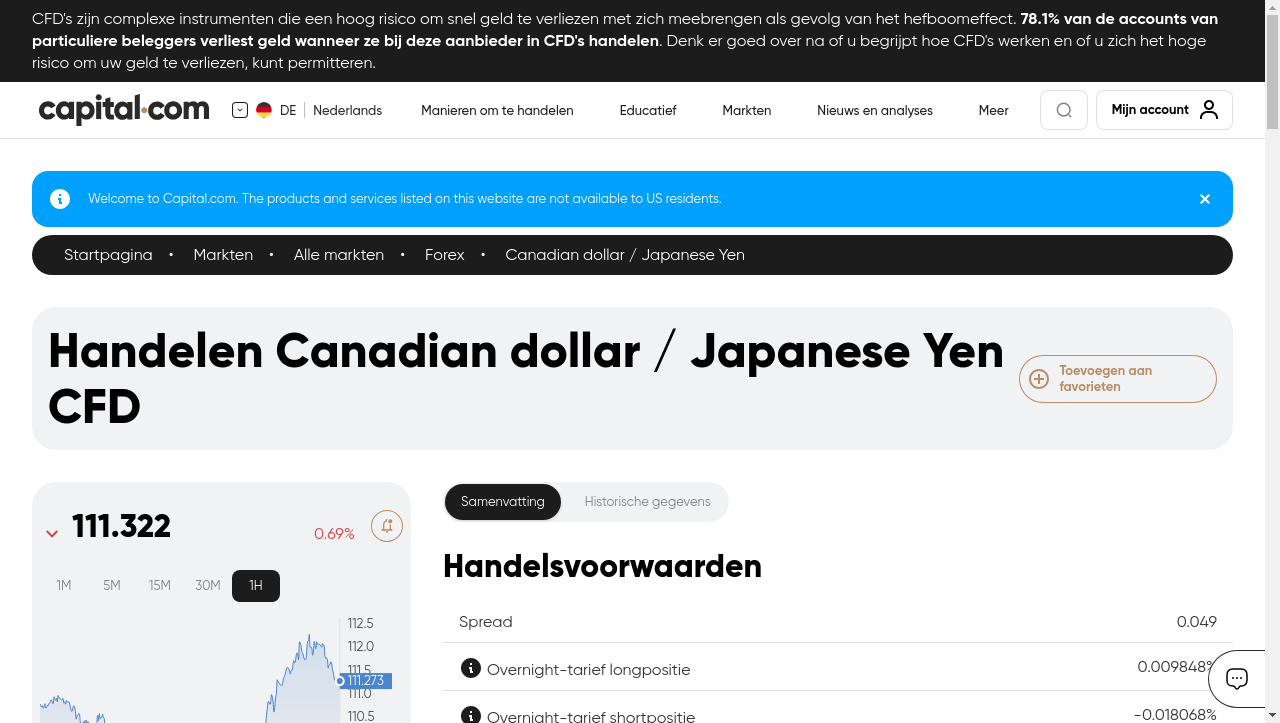 CFD's zijn complexe instrumenten die een hoog risico om snel geld te verliezen met zich meebrengen als gevolg van het hefboomeffect. 78.1% van de accounts van
particuliere beleggers verliest geld wanneer ze bij deze aanbieder in CFD's handelen. Denk er goed over na of u begrijpt hoe CFD's werken en of u zich het hoge
risico om uw geld te verliezen, kunt permitteren.
capital.com DE Nederlands Manieren om te handelen Educatief Markten Nieuws en analyses Meer Mijn account
Welcome to Capital.com. The products and services listed on this website are not available to US residents.
Startpagina • Markten • Alle markten • Forex • Canadian dollar / Japanese Yen
Handelen Canadian dollar / Japanese Yen
CFD
Toevoegen aan
favorieten
111.322 0.69%
1M 5M 15M 30M 1H
112.5
112.0
111.5
111.273
111.0
110.5
Samenvatting Historische gegevens
Handelsvoorwaarden
Spread 0.049
Overnight-tarief longpositie 0.009848%
Overnight-tarief shortpositie -0.018068%